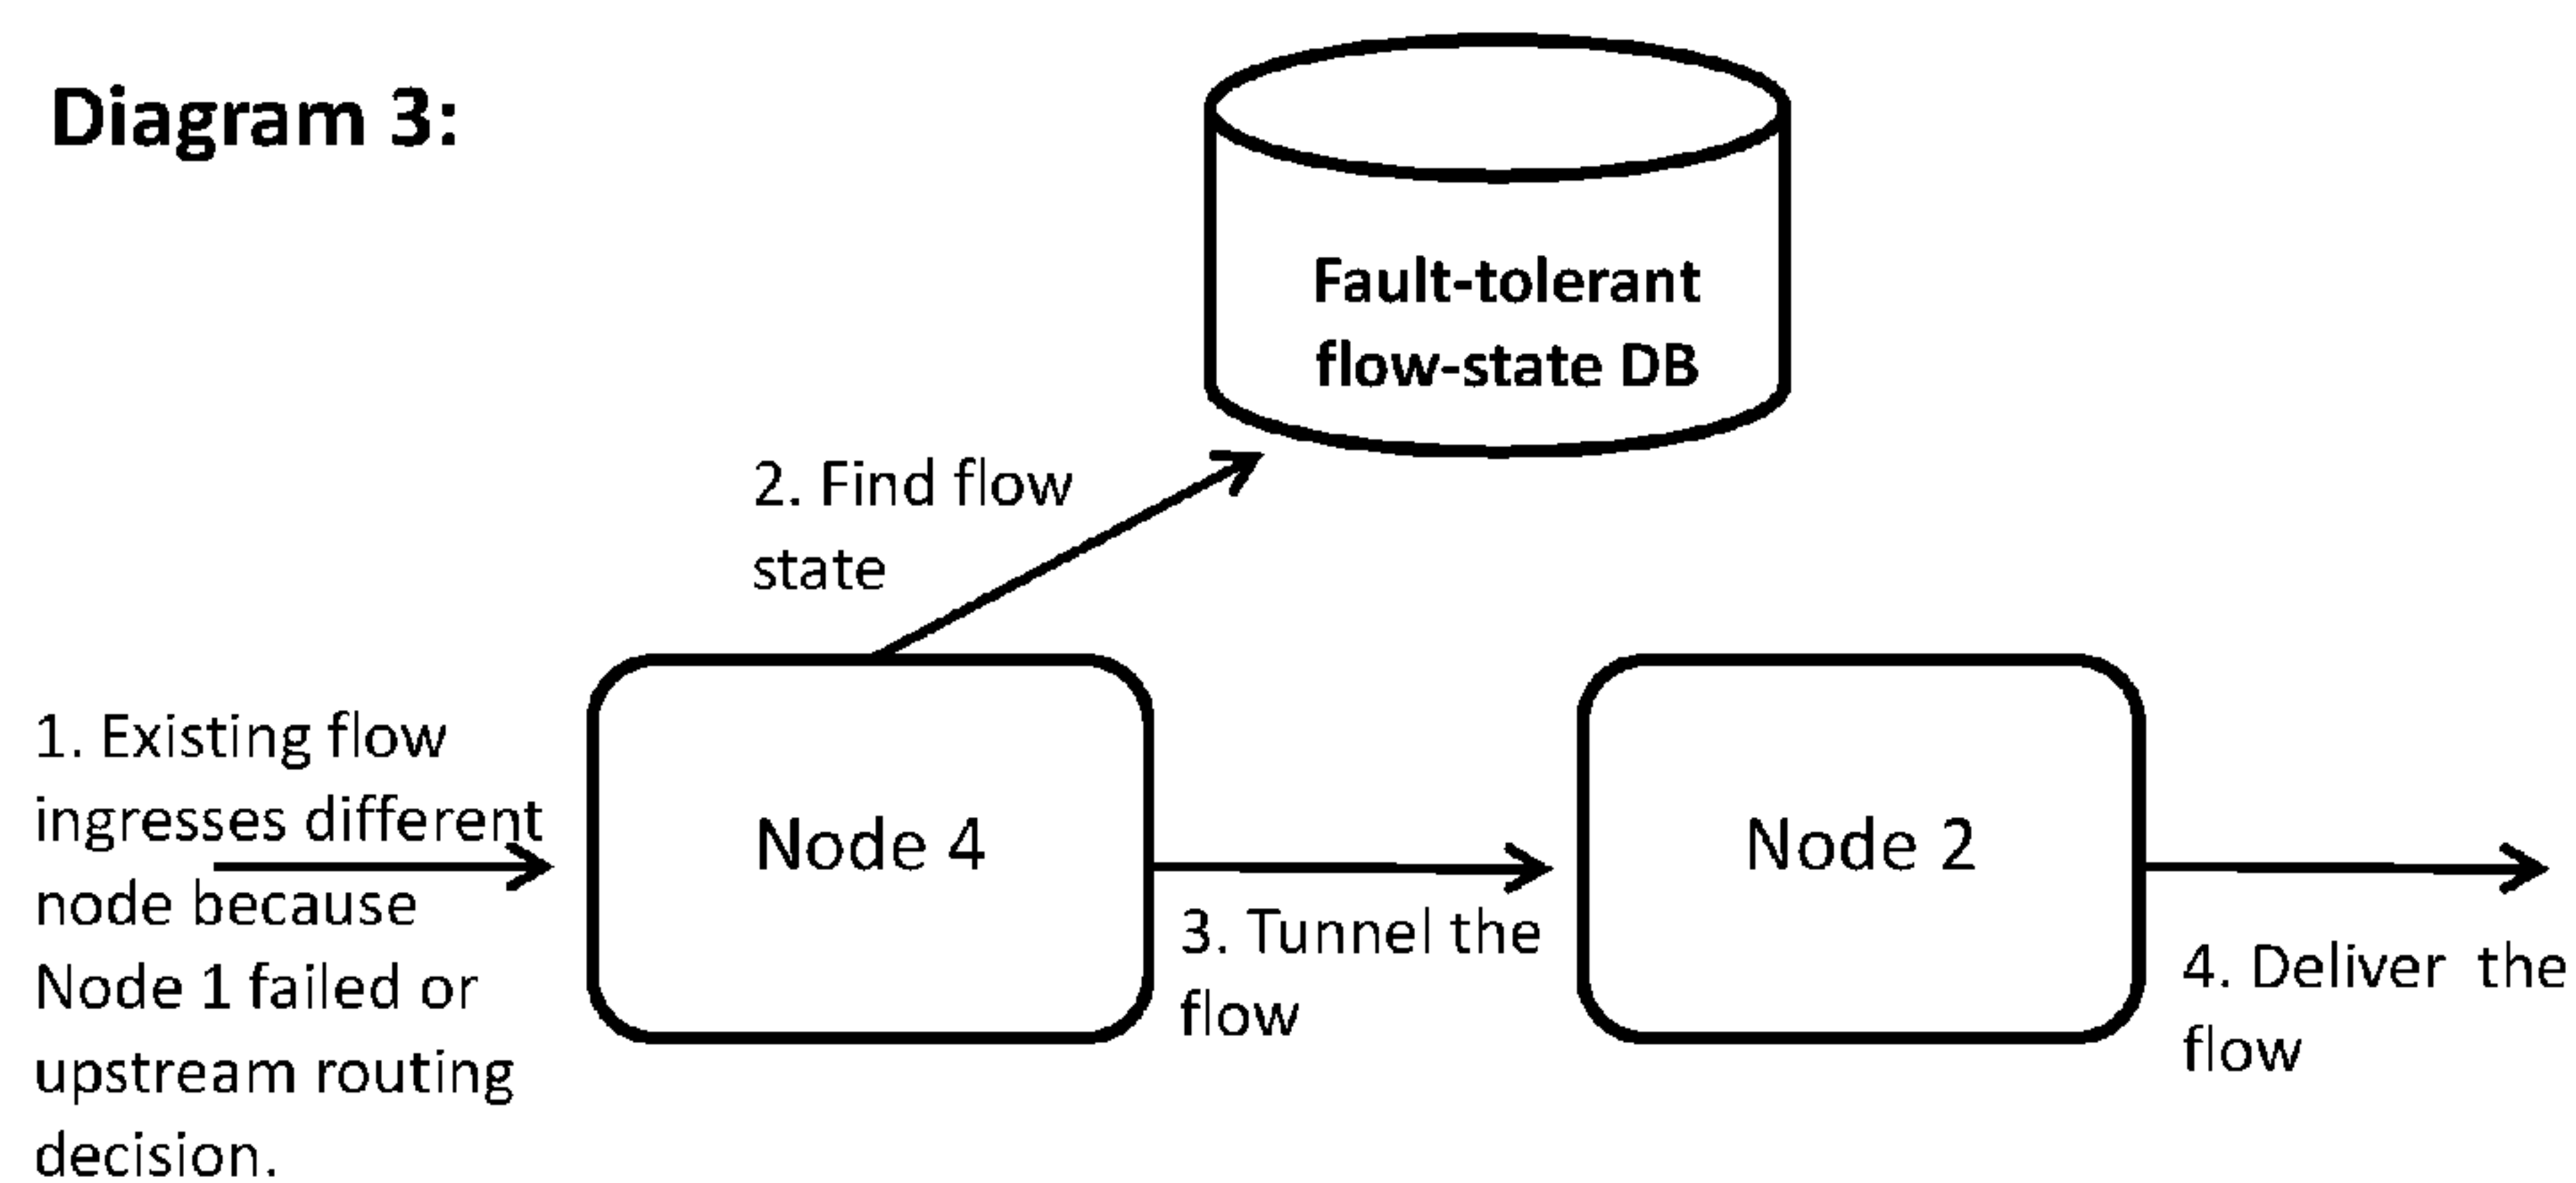 Diagram 3:
Fault-tolerant
flow-state DB
2. Find flow
state
1. Existing flow
ingresses different
node because
Node 1 failed or
upstream routing
decision.
Node 4
3. Tunnel the
flow
Node 2
4. Deliver the
flow